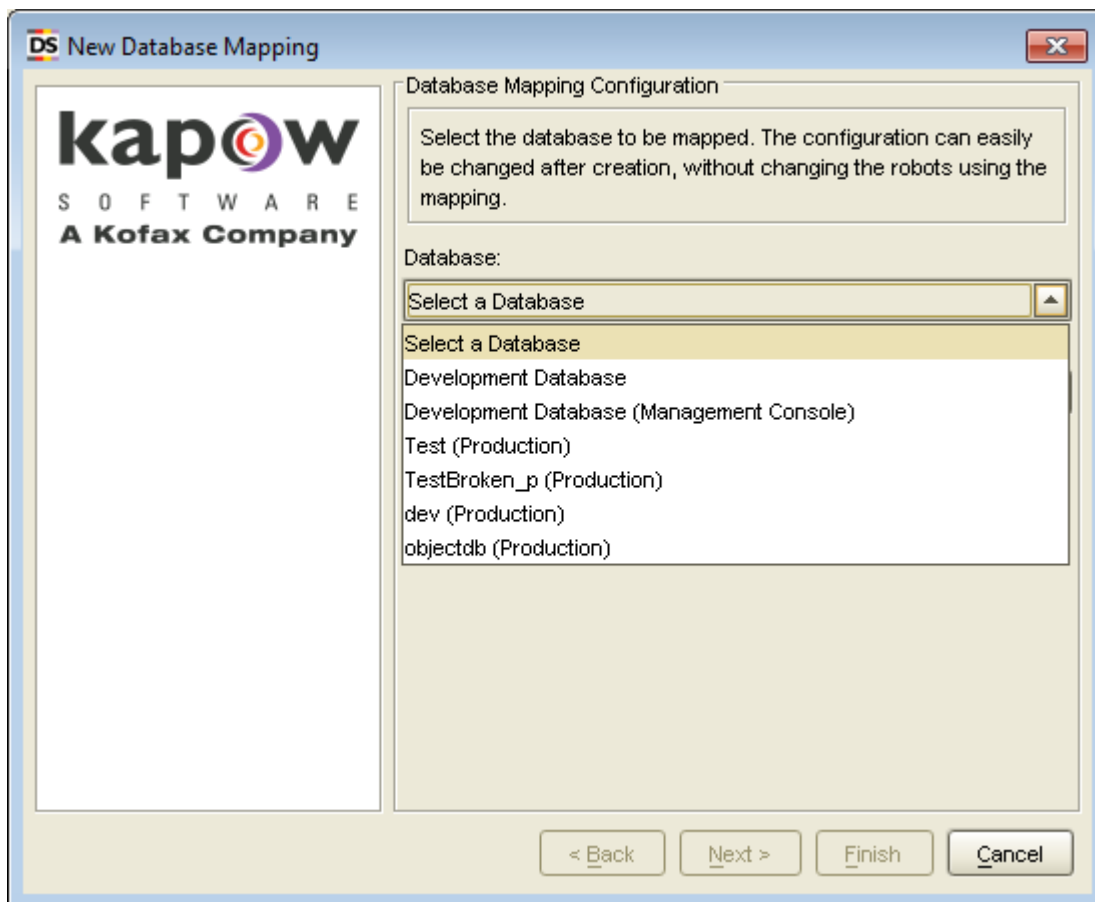 DS New Database Mapping
kapow
SOFTWARE
A Kofax Company
Database Mapping Configuration
Select the database to be mapped. The configuration can easily
be changed after creation, without changing the robots using the
mapping.
Database:
Select a Database
Select a Database
Development Database
Development Database (Management Console)
Test (Production)
TestBroken_p (Production)
dev (Production)
objectdb (Production)
< Back Next > Finish Cancel